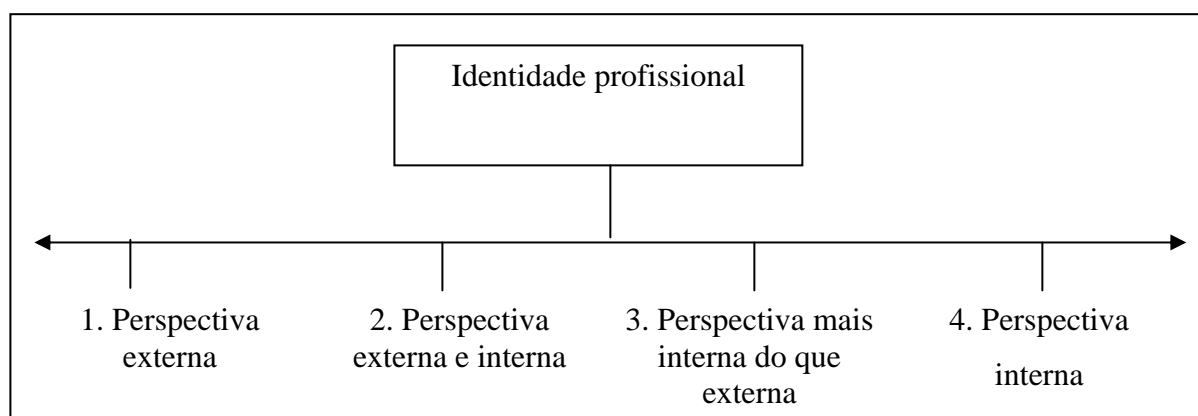 Identidade profissional
1. Perspectiva
externa
2. Perspectiva
externa e interna
3. Perspectiva mais
interna do que
externa
4. Perspectiva
interna